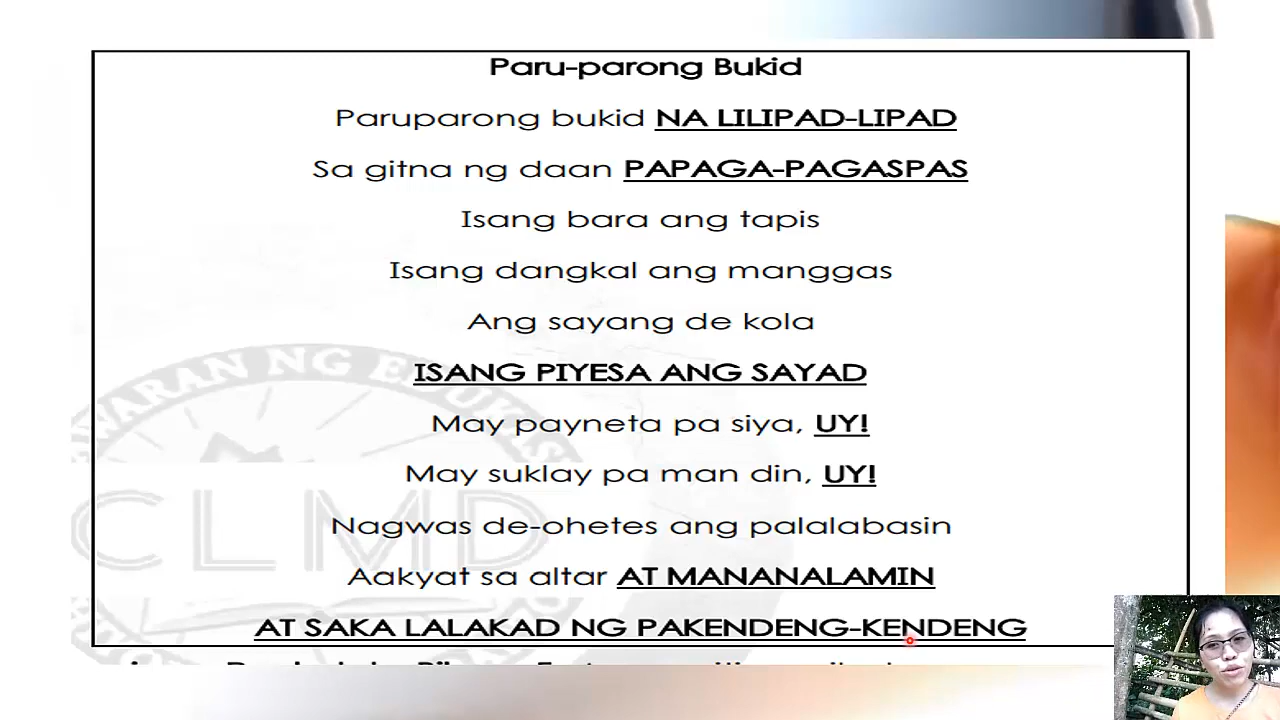 Paru-parong Bukid
Paruparong bukid NA LILIPAD-LIPAD
Sa gitna ng daan PAPAGA-PAGASPAS
Isang bara ang tapis
Isang dangkal ang manggas
Ang sayang de kola
ISANG PIYESA ANG SAYAD
May payneta pa siya, UY!
May suklay pa man din, UY!
Nagwas de-ohetes ang palalabasin
Aakyat sa altar AT MANANALAMIN
AT SAKA LALAKAD NG PAKENDENG-KENDENG
CLMD